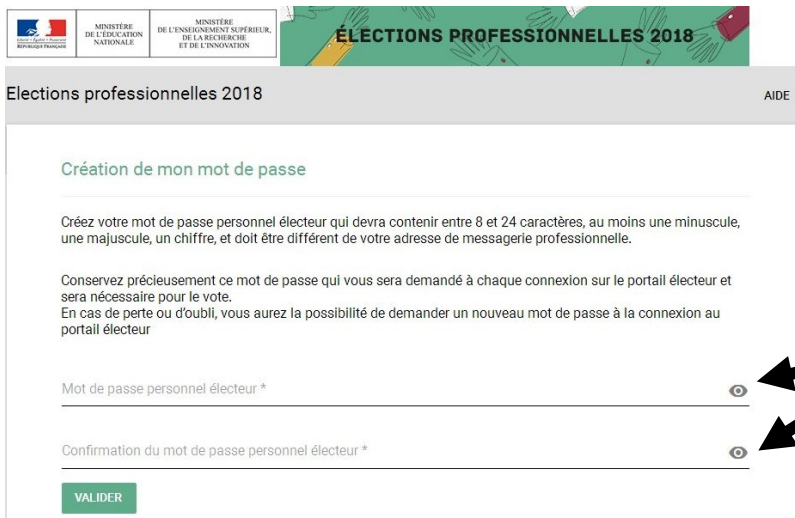 Liberté • Égalité • Fraternité
RÉPUBLIQUE FRANÇAISE
MINISTÈRE
DE L'ÉDUCATION
NATIONALE
MINISTÈRE
DE L'ENSEIGNEMENT SUPÉRIEUR,
DE LA RECHERCHE
ET DE L'INNOVATION
ÉLECTIONS PROFESSIONNELLES 2018
Elections professionnelles 2018
AIDE
Création de mon mot de passe
Créez votre mot de passe personnel électeur qui devra contenir entre 8 et 24 caractères, au moins une minuscule,
une majuscule, un chiffre, et doit être différent de votre adresse de messagerie professionnelle.
Conservez précieusement ce mot de passe qui vous sera demandé à chaque connexion sur le portail électeur et
sera nécessaire pour le vote.
En cas de perte ou d'oubli, vous aurez la possibilité de demander un nouveau mot de passe à la connexion au
portail électeur
Mot de passe personnel électeur *
Confirmation du mot de passe personnel électeur *
VALIDER